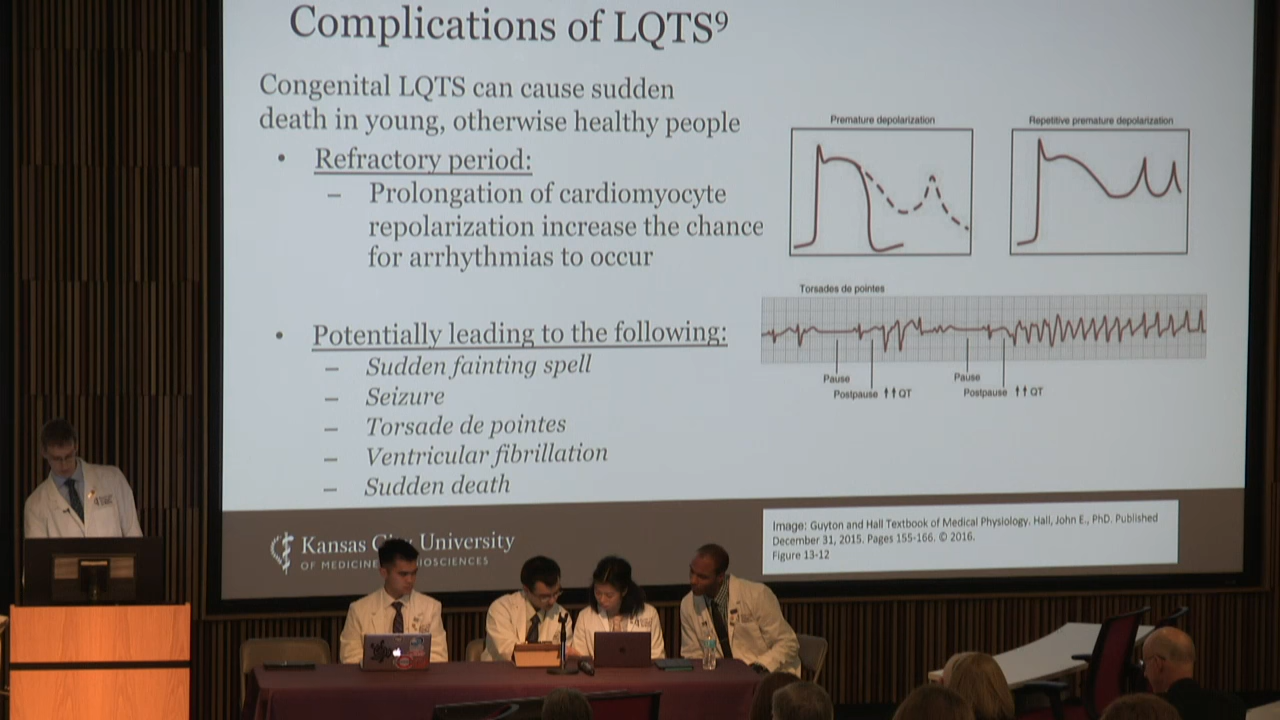 Complications of LQTS⁹
Congenital LQTS can cause sudden
death in young, otherwise healthy people
• Refractory period:
– Prolongation of cardiomyocyte
repolarization increase the chance
for arrhythmias to occur
• Potentially leading to the following:
– Sudden fainting spell
– Seizure
– Torsade de pointes
– Ventricular fibrillation
– Sudden death
Premature depolarization
Repetitive premature depolarization
Torsades de pointes
Pause
Postpause ↑↑QT
Pause
Postpause ↑↑QT
Image: Guyton and Hall Textbook of Medical Physiology. Hall, John E., PhD. Published
December 31, 2015. Pages 155-166. © 2016.
Figure 13-12
Kansas City University
OF MEDICINE